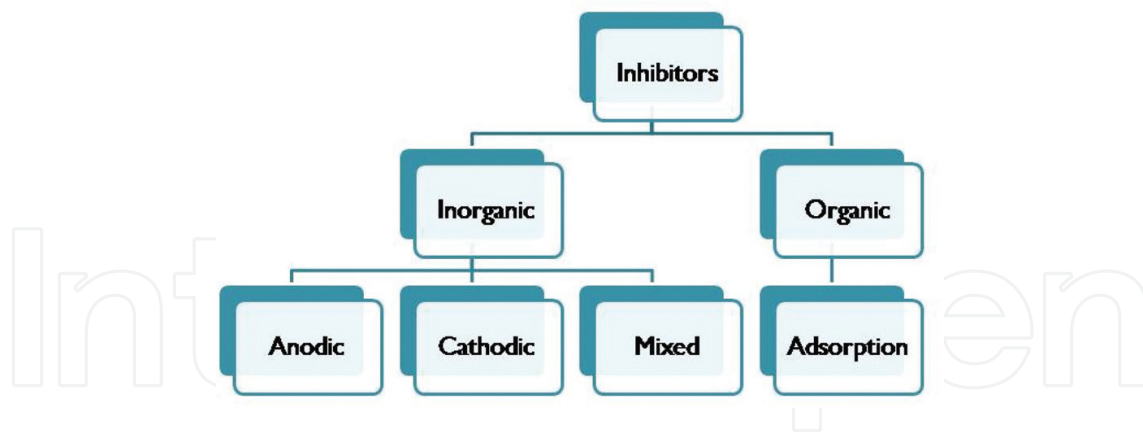 Inhibitors
Inorganic
Organic
Anodic
Cathodic
Mixed
Adsorption